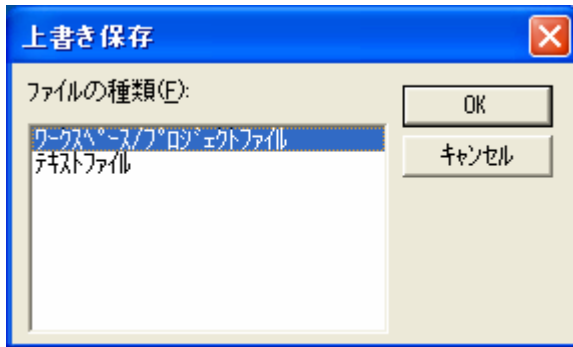 上書き保存
ファイルの種類(F):
ワークスペース/プロジェクトファイル
テキストファイル
OK
キャンセル